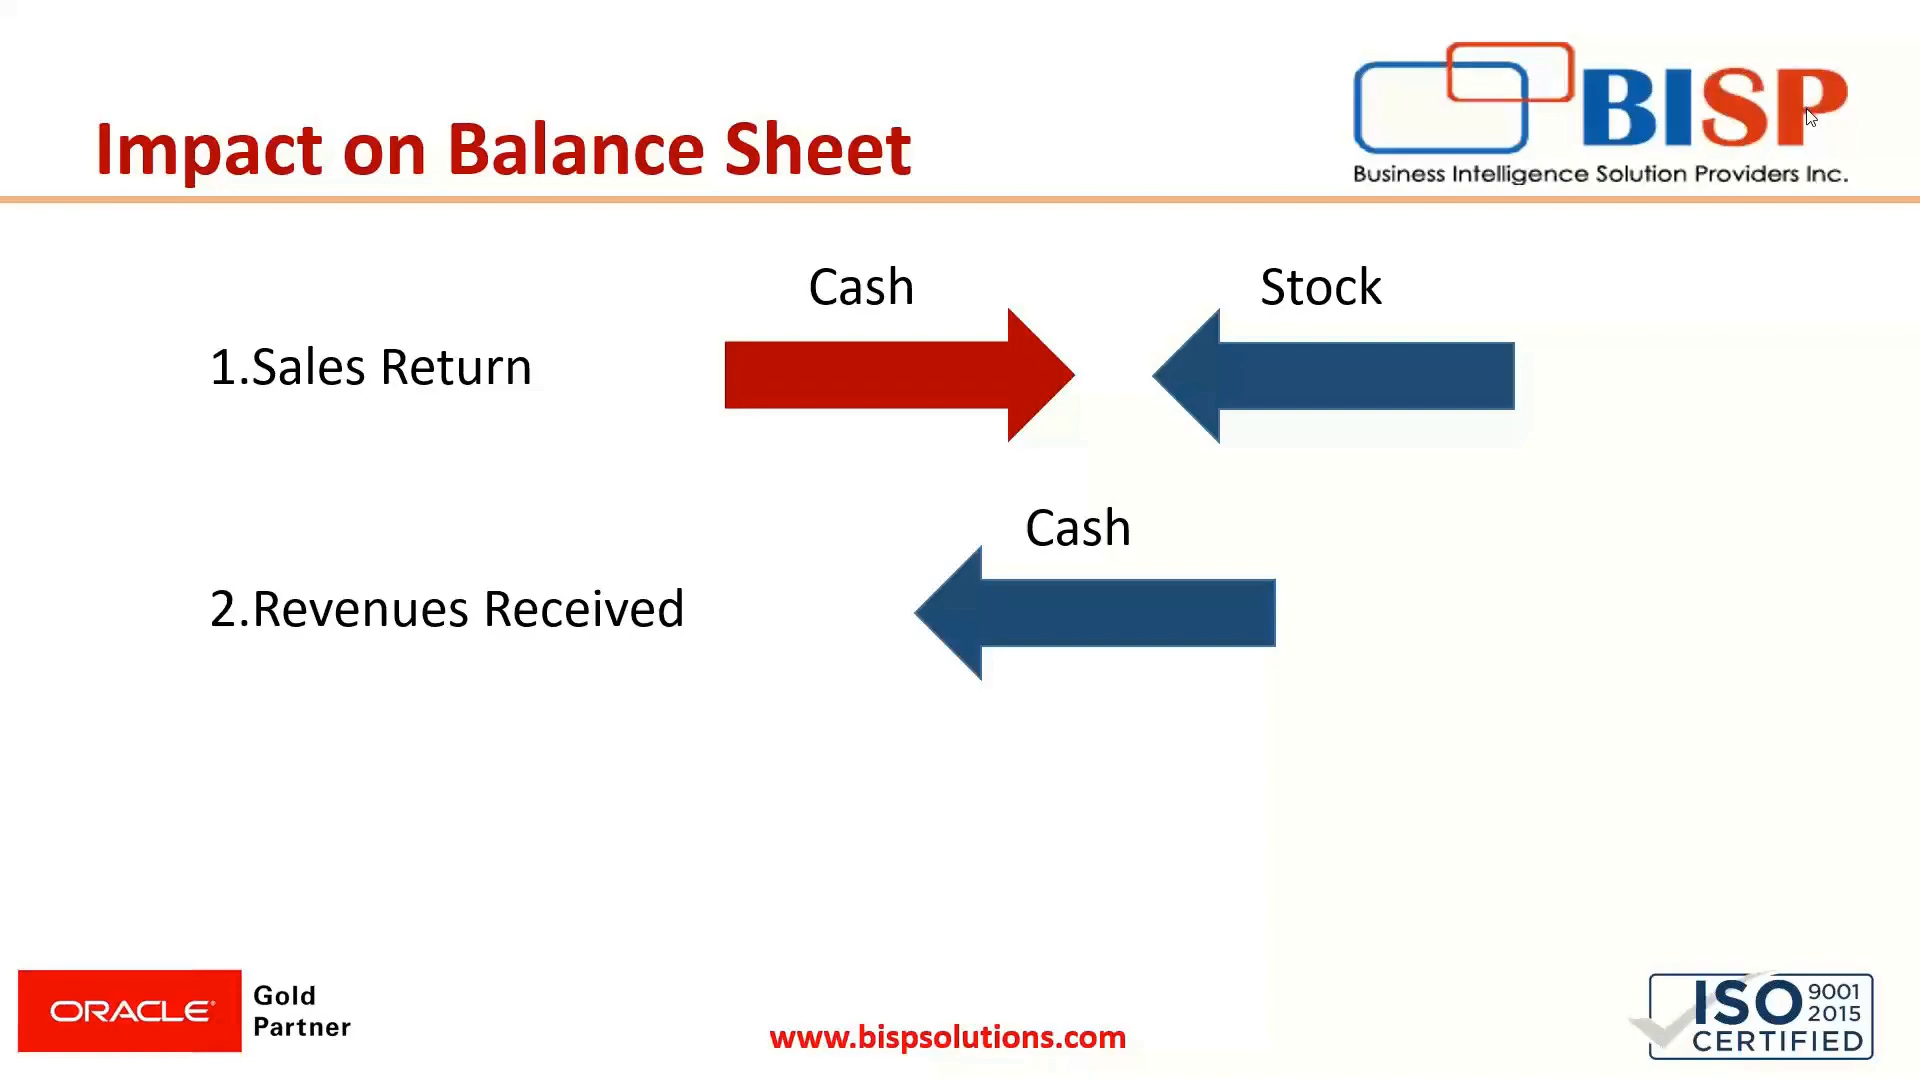 BISP
Business Intelligence Solution Providers Inc.
Impact on Balance Sheet
Cash
Stock
1.Sales Return
Cash
2.Revenues Received
ORACLE®
Gold
Partner
www.bispsolutions.com
ISO 9001
2015
CERTIFIED